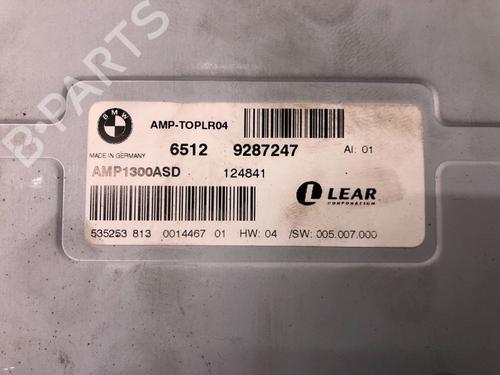 B-PARTS
BMW
AMP-TOPLR04
6512 9287247 AI: 01
MADE IN GERMANY
AMP1300ASD 124841
LEAR
CORPORATION
535253 813 0014467 01 HW: 04 /SW: 005.007.000